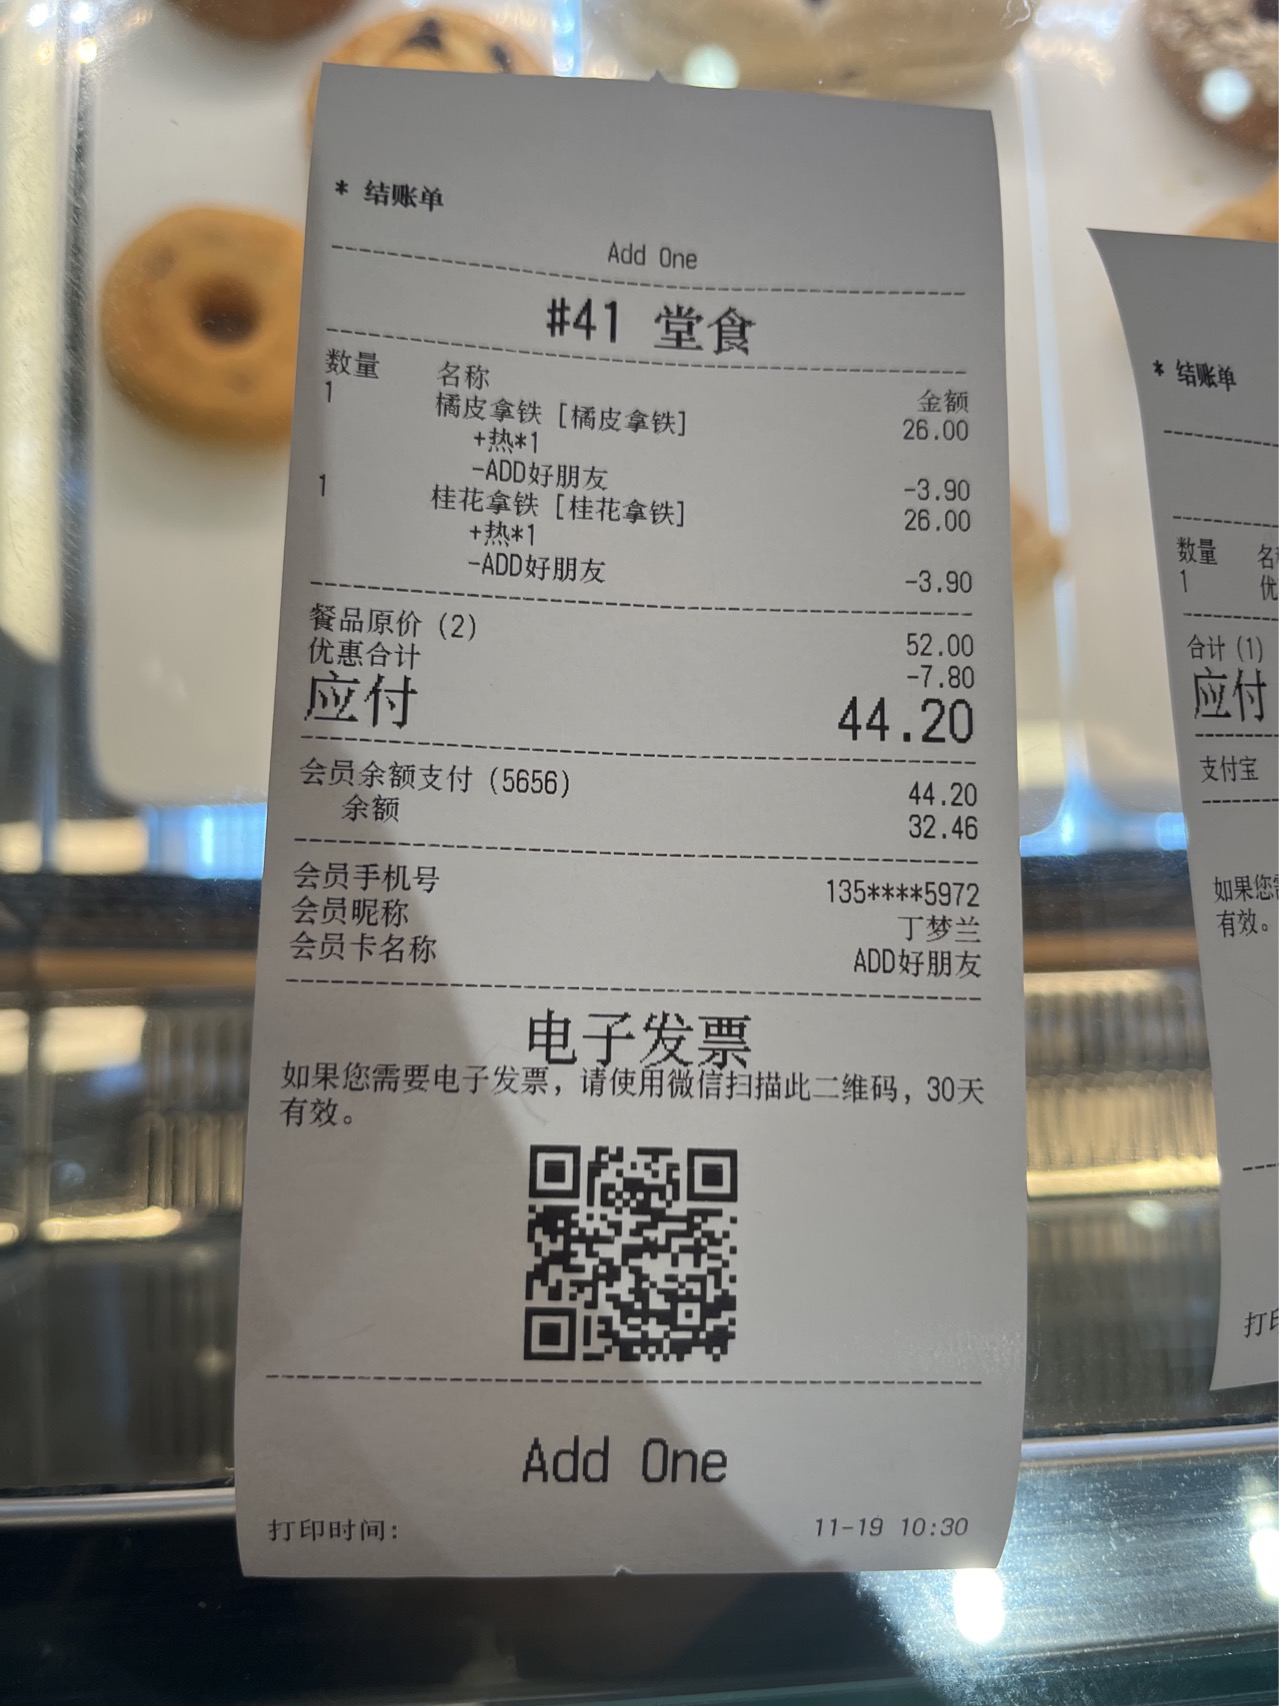 * 结账单
Add One
#41 堂食
数量 名称 金额
1 橘皮拿铁 [橘皮拿铁] 26.00
+热*1
-ADD好朋友 -3.90
1 桂花拿铁 [桂花拿铁] 26.00
+热*1
-ADD好朋友 -3.90
餐品原价 (2) 52.00
优惠合计 -7.80
应付 44.20
会员余额支付 (5656) 44.20
余额 32.46
会员手机号 135****5972
会员昵称 丁梦兰
会员卡名称 ADD好朋友
电子发票
如果您需要电子发票，请使用微信扫描此二维码，30天
有效。
Add One
打印时间: 11-19 10:30
* 结账单
数量
1 优
合计 (1)
应付
支付宝
如果您
有效。